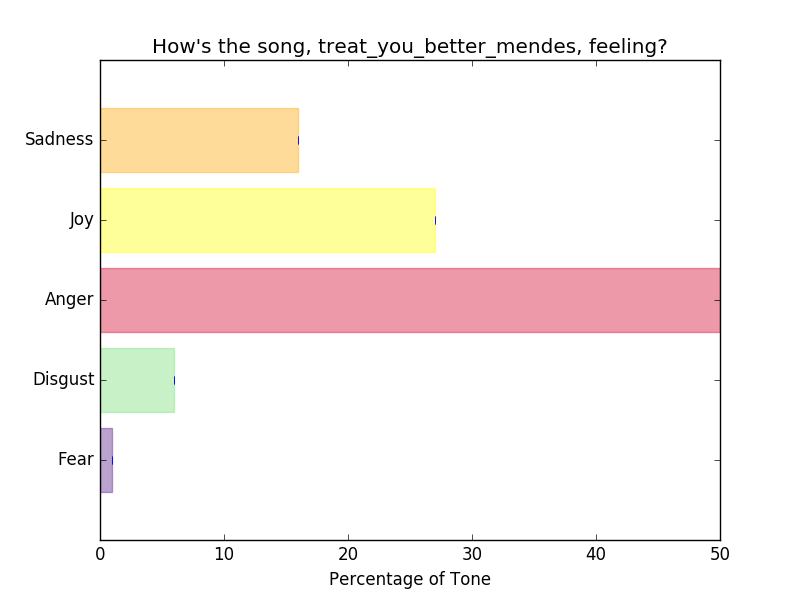 How's the song, treat_you_better_mendes, feeling?
Sadness
Joy
Anger
Disgust
Fear
0 10 20 30 40 50
Percentage of Tone